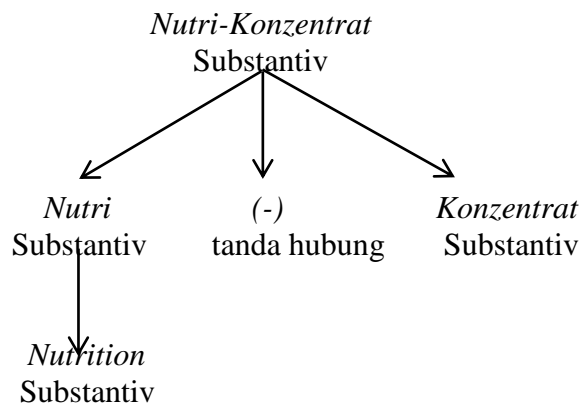 Nutri-Konzentrat
Substantiv
Nutri (-) Konzentrat
Substantiv tanda hubung Substantiv
Nutrition
Substantiv